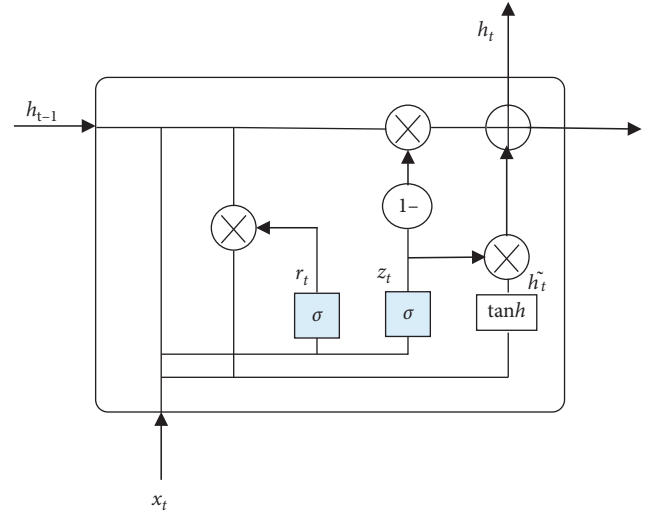 h_t
h_{t-1}
1-
r_t
z_t
h̃_t
σ
σ
tanh
x_t